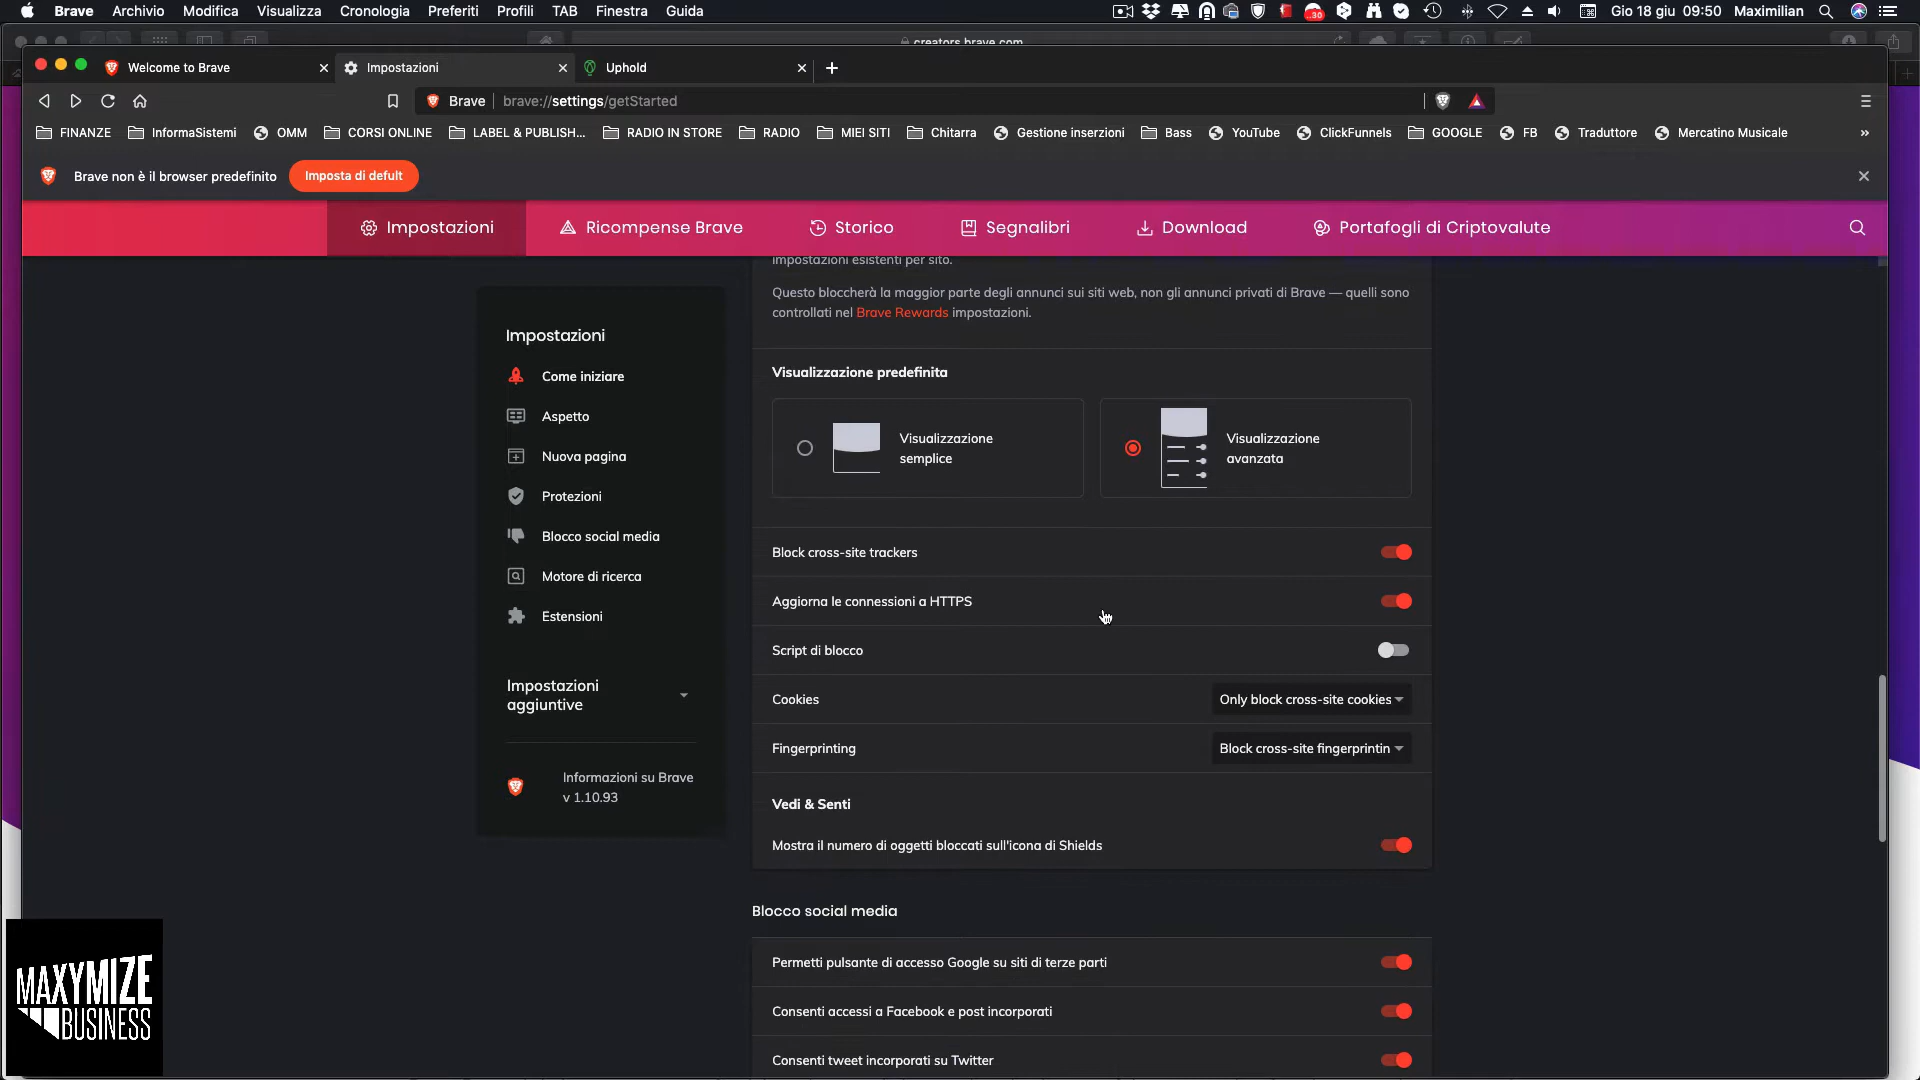 Brave Archivio Modifica Visualizza Cronologia Preferiti Profili TAB Finestra Guida 30 Gio 18 giu 09:50 Maximilian
creators.brave.com
Welcome to Brave Impostazioni Uphold
Brave brave://settings/getStarted
FINANZE InformaSistemi OMM CORSI ONLINE LABEL & PUBLISH... RADIO IN STORE RADIO MIEI SITI Chitarra Gestione inserzioni Bass YouTube ClickFunnels GOOGLE FB Traduttore Mercatino Musicale »
Brave non è il browser predefinito Imposta di defult
Impostazioni Ricompense Brave Storico Segnalibri Download Portafogli di Criptovalute
impostazioni esistenti per sito.
Questo bloccherà la maggior parte degli annunci sui siti web, non gli annunci privati di Brave — quelli sono
controllati nel Brave Rewards impostazioni.
Impostazioni
Come iniziare
Aspetto
Nuova pagina
Protezioni
Blocco social media
Motore di ricerca
Estensioni
Impostazioni
aggiuntive
Informazioni su Brave
v 1.10.93
Visualizzazione predefinita
Visualizzazione
semplice
Visualizzazione
avanzata
Block cross-site trackers
Aggiorna le connessioni a HTTPS
Script di blocco
Cookies Only block cross-site cookies
Fingerprinting Block cross-site fingerprintin
Vedi & Senti
Mostra il numero di oggetti bloccati sull'icona di Shields
Blocco social media
Permetti pulsante di accesso Google su siti di terze parti
Consenti accessi a Facebook e post incorporati
Consenti tweet incorporati su Twitter
MAXYMIZE
BUSINESS